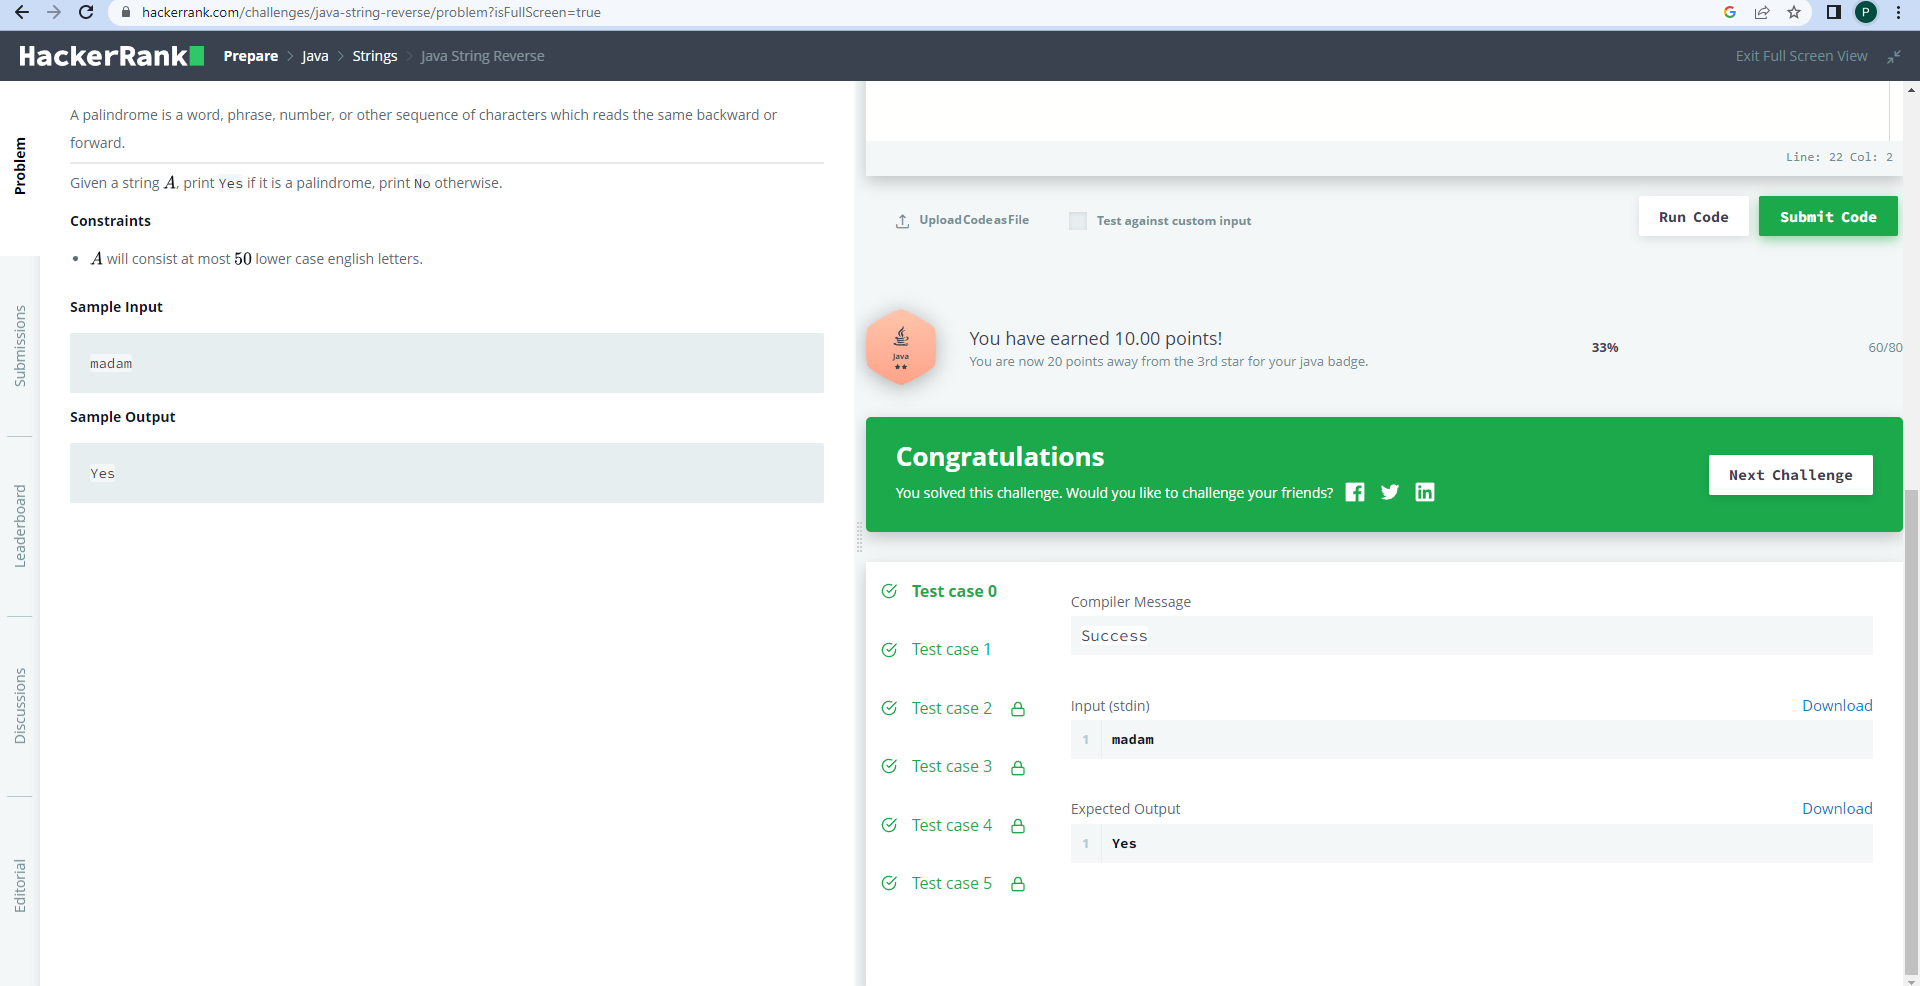 hackerrank.com/challenges/java-string-reverse/problem?isFullScreen=true
P
HackerRank
Prepare > Java > Strings > Java String Reverse
Exit Full Screen View
Problem
Submissions
Leaderboard
Discussions
Editorial
A palindrome is a word, phrase, number, or other sequence of characters which reads the same backward or
forward.
Given a string A, print Yes if it is a palindrome, print No otherwise.
Constraints
• A will consist at most 50 lower case english letters.
Sample Input
madam
Sample Output
Yes
Line: 22 Col: 2
Upload Code as File
Test against custom input
Run Code
Submit Code
Java
You have earned 10.00 points!
You are now 20 points away from the 3rd star for your java badge.
33%
60/80
Congratulations
You solved this challenge. Would you like to challenge your friends?
Next Challenge
Test case 0
Test case 1
Test case 2
Test case 3
Test case 4
Test case 5
Compiler Message
Success
Input (stdin)
Download
1 madam
Expected Output
Download
1 Yes